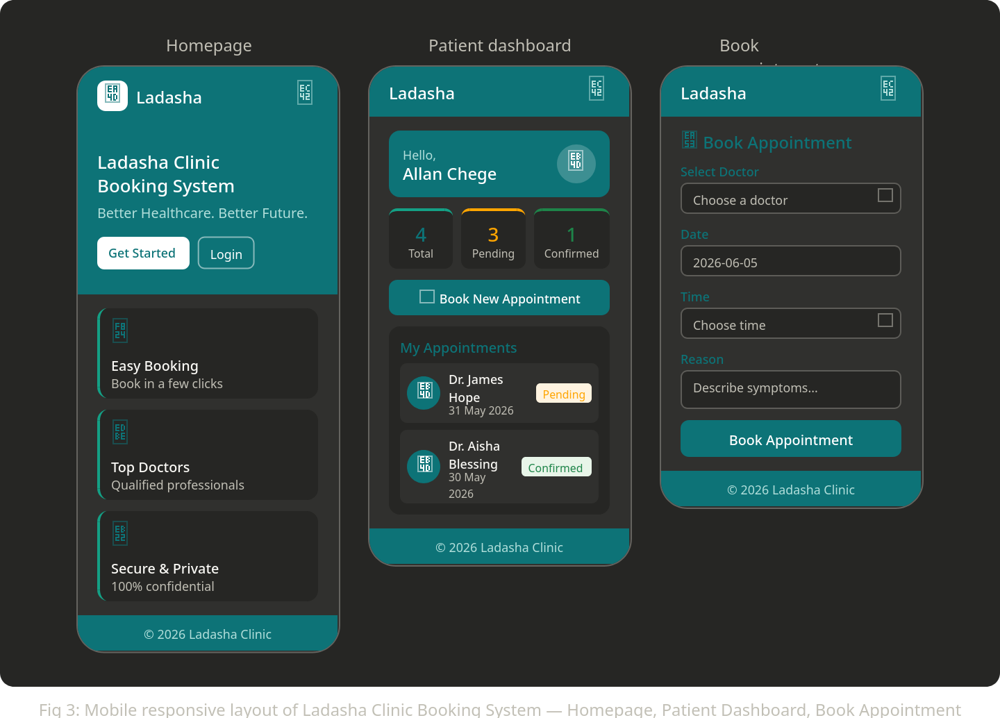 Homepage
Ladasha
Ladasha Clinic
Booking System
Better Healthcare. Better Future.
Get Started
Login
Easy Booking
Book in a few clicks
Top Doctors
Qualified professionals
Secure & Private
100% confidential
© 2026 Ladasha Clinic
Patient dashboard
Ladasha
Hello,
Allan Chege
4
Total
3
Pending
1
Confirmed
Book New Appointment
My Appointments
Dr. James
Hope
31 May 2026
Pending
Dr. Aisha
Blessing
30 May
2026
Confirmed
© 2026 Ladasha Clinic
Book
Ladasha
Book Appointment
Select Doctor
Choose a doctor
Date
2026-06-05
Time
Choose time
Reason
Describe symptoms...
Book Appointment
© 2026 Ladasha Clinic
Fig 3: Mobile responsive layout of Ladasha Clinic Booking System — Homepage, Patient Dashboard, Book Appointment